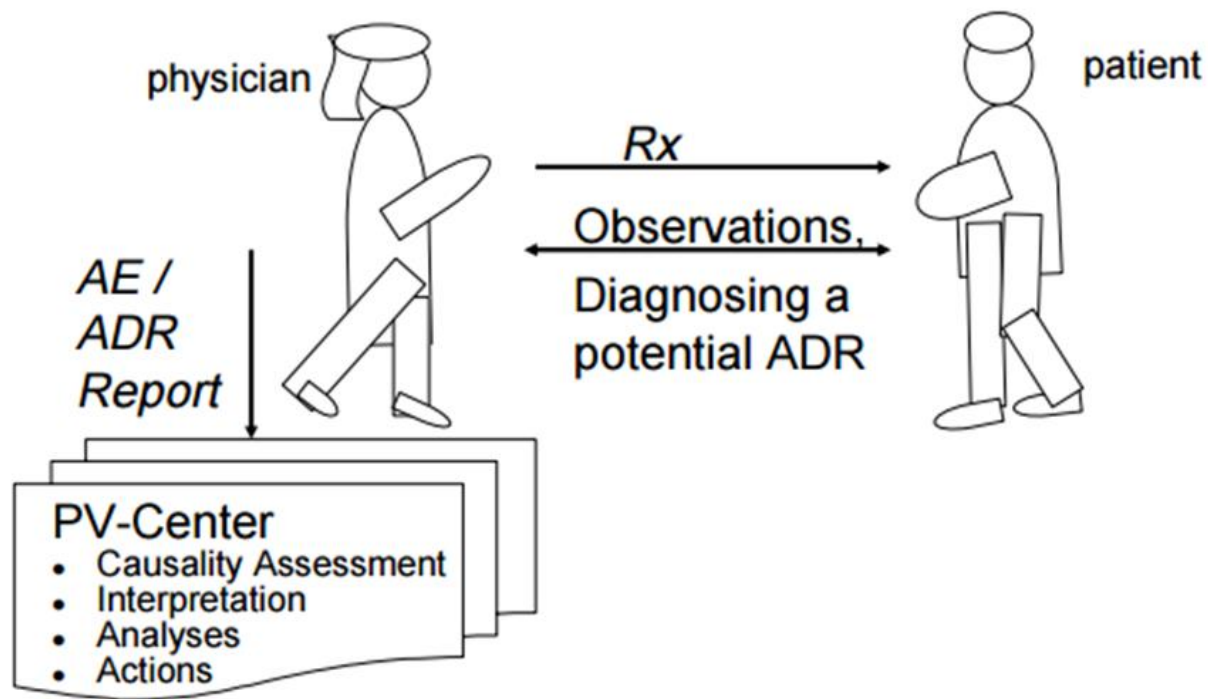 physician
patient
Rx
Observations,
Diagnosing a
potential ADR
AE /
ADR
Report
PV-Center
• Causality Assessment
• Interpretation
• Analyses
• Actions